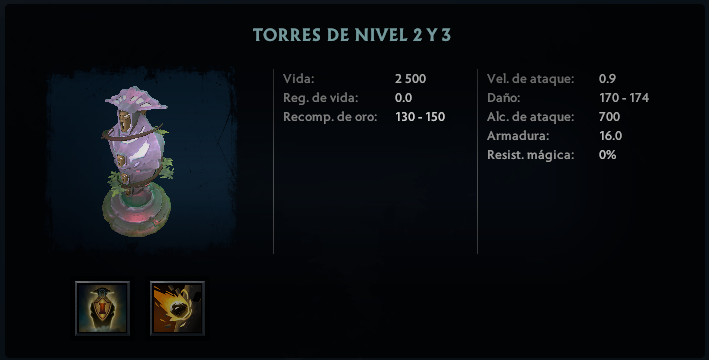 TORRES DE NIVEL 2 Y 3
Vida: 2 500
Reg. de vida: 0.0
Recomp. de oro: 130 - 150
Vel. de ataque: 0.9
Daño: 170 - 174
Alc. de ataque: 700
Armadura: 16.0
Resist. mágica: 0%